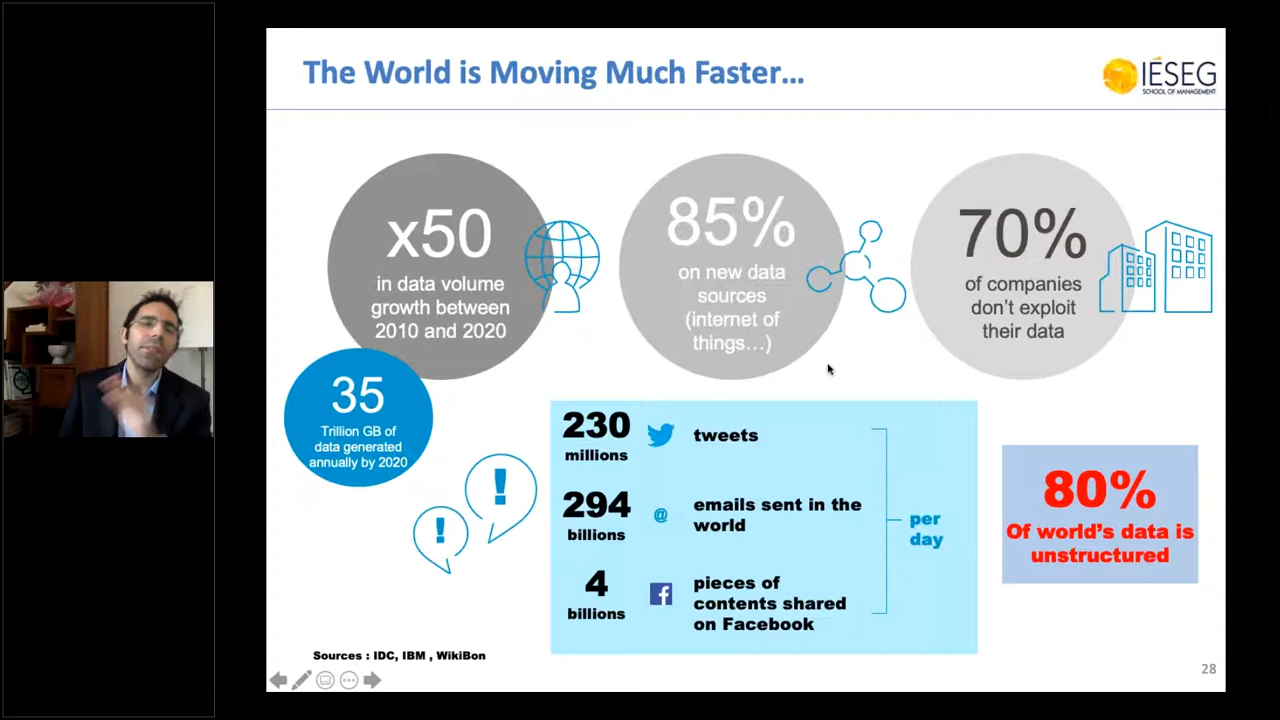 The World is Moving Much Faster...
IÉSEG
SCHOOL OF MANAGEMENT
x50
in data volume
growth between
2010 and 2020
85%
on new data
sources
(internet of
things...)
70%
of companies
don't exploit
their data
35
Trillion GB of
data generated
annually by 2020
!
!
230
millions
tweets
294
billions
@
emails sent in the
world
4
billions
f
pieces of
contents shared
on Facebook
per
day
80%
Of world's data is
unstructured
Sources : IDC, IBM , WikiBon
28